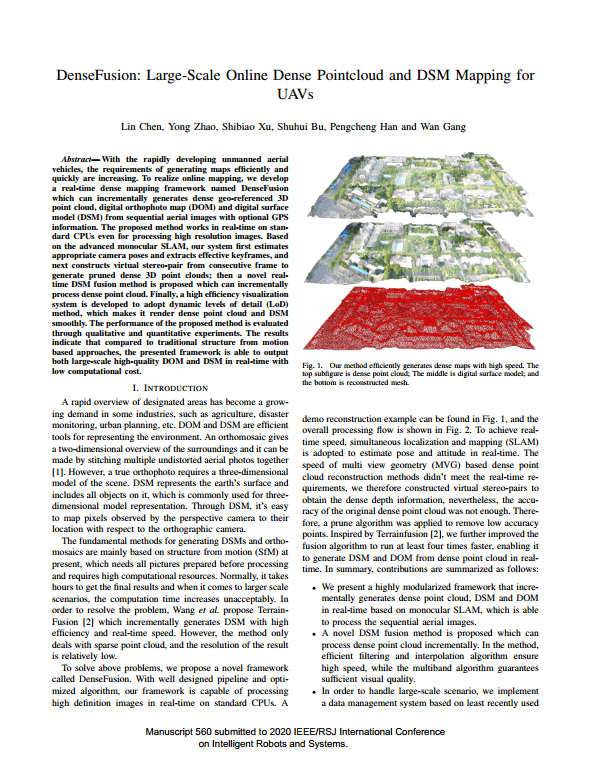 DenseFusion: Large-Scale Online Dense Pointcloud and DSM Mapping for
UAVs
Lin Chen, Yong Zhao, Shibiao Xu, Shuhui Bu, Pengcheng Han and Wan Gang
Abstract— With the rapidly developing unmanned aerial
vehicles, the requirements of generating maps efficiently and
quickly are increasing. To realize online mapping, we develop
a real-time dense mapping framework named DenseFusion
which can incrementally generates dense geo-referenced 3D
point cloud, digital orthophoto map (DOM) and digital surface
model (DSM) from sequential aerial images with optional GPS
information. The proposed method works in real-time on stan-
dard CPUs even for processing high resolution images. Based
on the advanced monocular SLAM, our system first estimates
appropriate camera poses and extracts effective keyframes, and
next constructs virtual stereo-pair from consecutive frame to
generate pruned dense 3D point clouds; then a novel real-
time DSM fusion method is proposed which can incrementally
process dense point cloud. Finally, a high efficiency visualization
system is developed to adopt dynamic levels of detail (LoD)
method, which makes it render dense point cloud and DSM
smoothly. The performance of the proposed method is evaluated
through qualitative and quantitative experiments. The results
indicate that compared to traditional structure from motion
based approaches, the presented framework is able to output
both large-scale high-quality DOM and DSM in real-time with
low computational cost.
I. INTRODUCTION
A rapid overview of designated areas has become a grow-
ing demand in some industries, such as agriculture, disaster
monitoring, urban planning, etc. DOM and DSM are efficient
tools for representing the environment. An orthomosaic gives
a two-dimensional overview of the surroundings and it can be
made by stitching multiple undistorted aerial photos together
[1]. However, a true orthophoto requires a three-dimensional
model of the scene. DSM represents the earth's surface and
includes all objects on it, which is commonly used for three-
dimensional model representation. Through DSM, it's easy
to map pixels observed by the perspective camera to their
location with respect to the orthographic camera.
The fundamental methods for generating DSMs and ortho-
mosaics are mainly based on structure from motion (SfM) at
present, which needs all pictures prepared before processing
and requires high computational resources. Normally, it takes
hours to get the final results and when it comes to larger scale
scenarios, the computation time increases unacceptably. In
order to resolve the problem, Wang et al. propose Terrain-
Fusion [2] which incrementally generates DSM with high
efficiency and real-time speed. However, the method only
deals with sparse point cloud, and the resolution of the result
is relatively low.
To solve above problems, we propose a novel framework
called DenseFusion. With well designed pipeline and opti-
mized algorithm, our framework is capable of processing
high definition images in real-time on standard CPUs. A
Fig. 1. Our method efficiently generates dense maps with high speed. The
top subfigure is dense point cloud; The middle is digital surface model; and
the bottom is reconstructed mesh.
demo reconstruction example can be found in Fig. 1, and the
overall processing flow is shown in Fig. 2. To achieve real-
time speed, simultaneous localization and mapping (SLAM)
is adopted to estimate pose and attitude in real-time. The
speed of multi view geometry (MVG) based dense point
cloud reconstruction methods didn't meet the real-time re-
quirements, we therefore constructed virtual stereo-pairs to
obtain the dense depth information, nevertheless, the accu-
racy of the original dense point cloud was not enough. There-
fore, a prune algorithm was applied to remove low accuracy
points. Inspired by Terrainfusion [2], we further improved the
fusion algorithm to run at least four times faster, enabling it
to generate DSM and DOM from dense point cloud in real-
time. In summary, contributions are summarized as follows:
• We present a highly modularized framework that incre-
mentally generates dense point cloud, DSM and DOM
in real-time based on monocular SLAM, which is able
to process the sequential aerial images.
• A novel DSM fusion method is proposed which can
process dense point cloud incrementally. In the method,
efficient filtering and interpolation algorithm ensure
high speed, while the multiband algorithm guarantees
sufficient visual quality.
• In order to handle large-scale scenario, we implement
a data management system based on least recently used
Manuscript 560 submitted to 2020 IEEE/RSJ International Conference
on Intelligent Robots and Systems.